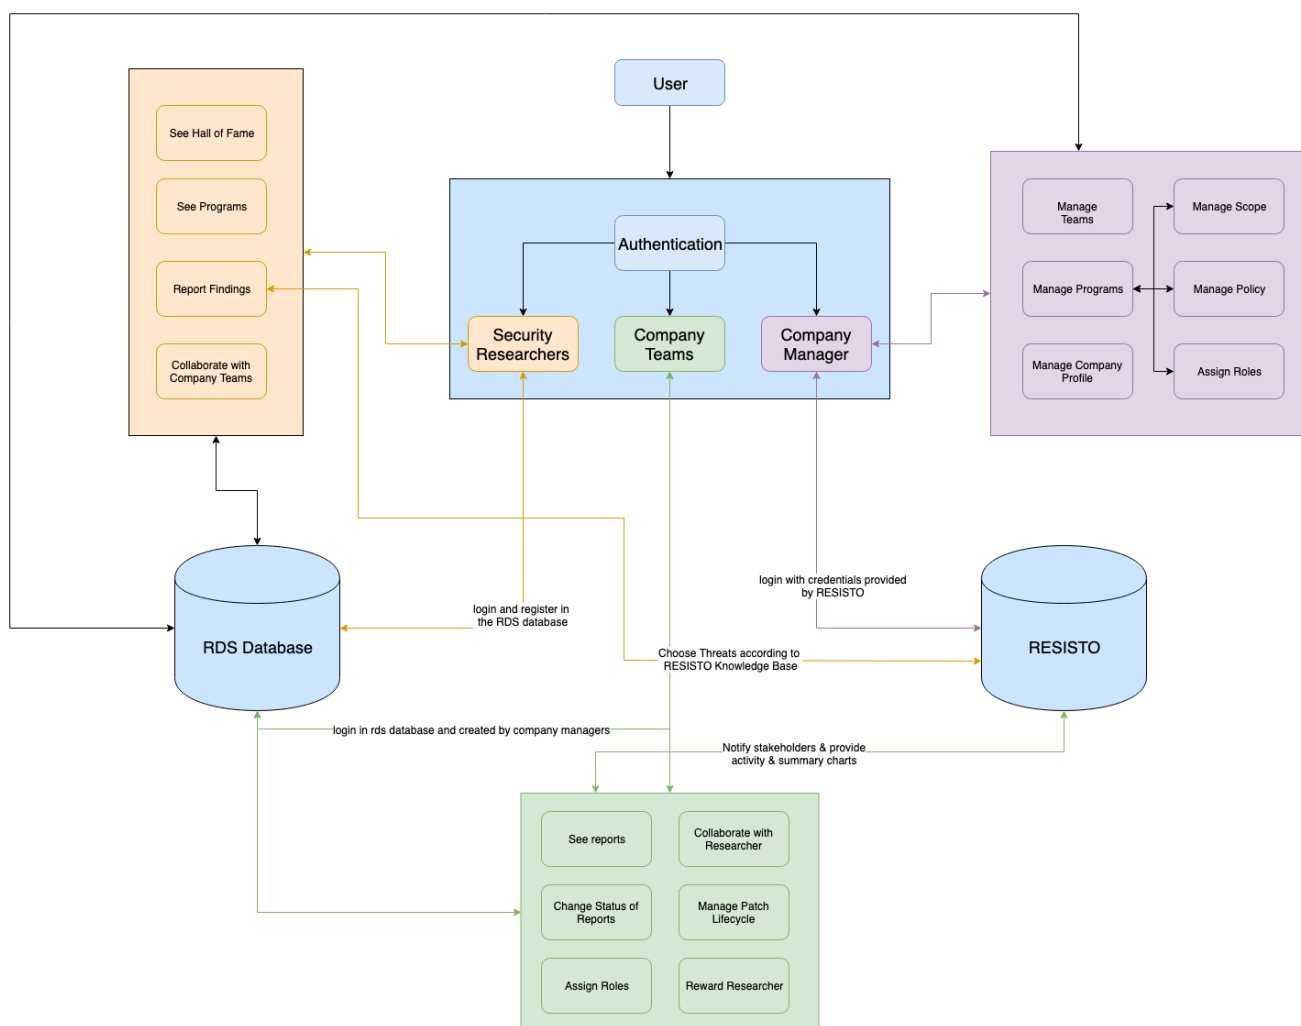 User
See Hall of Fame
See Programs
Report Findings
Collaborate with
Company Teams
Authentication
Security
Researchers
Company
Teams
Company
Manager
Manage
Teams
Manage Scope
Manage Programs
Manage Policy
Manage Company
Profile
Assign Roles
login with credentials provided
by RESISTO
login and register in
the RDS database
RDS Database
RESISTO
Choose Threats according to
RESISTO Knowledge Base
login in rds database and created by company managers
Notify stakeholders & provide
activity & summary charts
See reports
Collaborate with
Researcher
Change Status of
Reports
Manage Patch
Lifecycle
Assign Roles
Reward Researcher